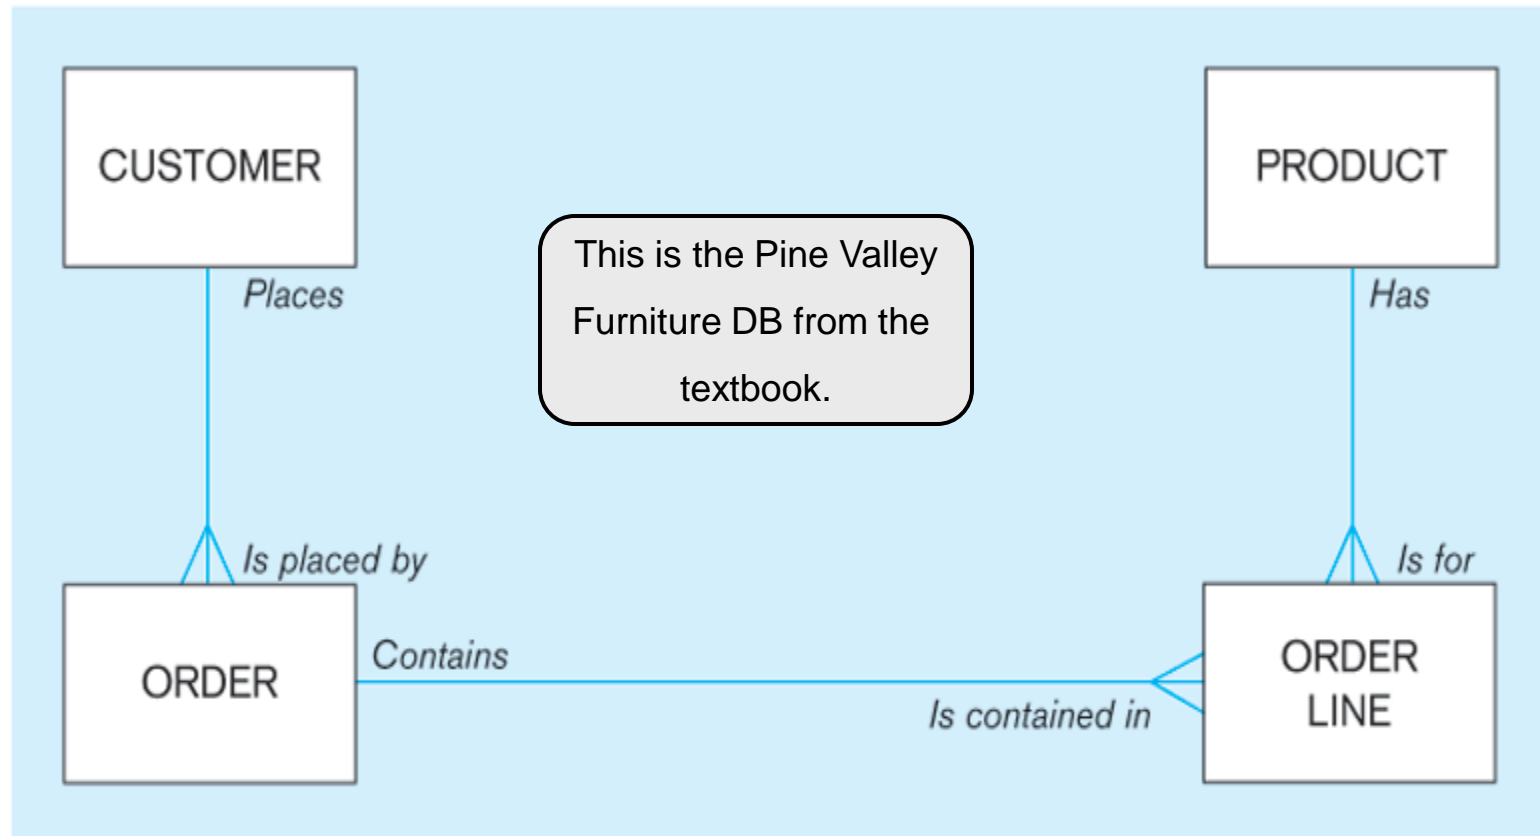 CUSTOMER
PRODUCT
This is the Pine Valley
Furniture DB from the
textbook.
Places
Has
Is placed by
Is for
ORDER
Contains
Is contained in
ORDER
LINE